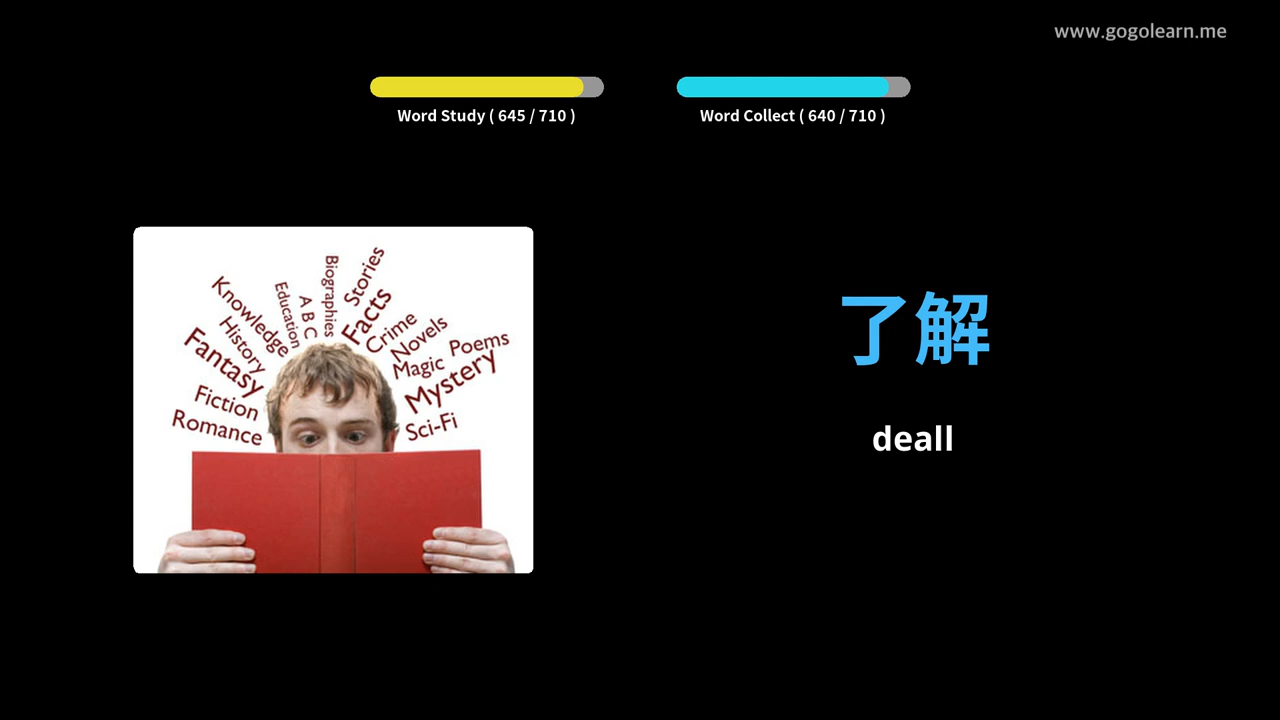 www.gogolearn.me
Word Study ( 645 / 710 )
Word Collect ( 640 / 710 )
Biographies
Stories
Education
A B C
Facts
Knowledge
History
Crime
Novels
Fantasy
Magic
Poems
Mystery
Fiction
Romance
Sci-Fi
了解
deall